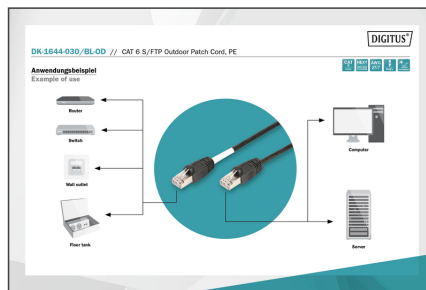 DIGITUS®
DK-1644-030/BL-OD // CAT 6 S/FTP Outdoor Patch Cord, PE
Anwendungsbeispiel
Example of use
Router
Switch
Wall outlet
Floor tank
Computer
Server